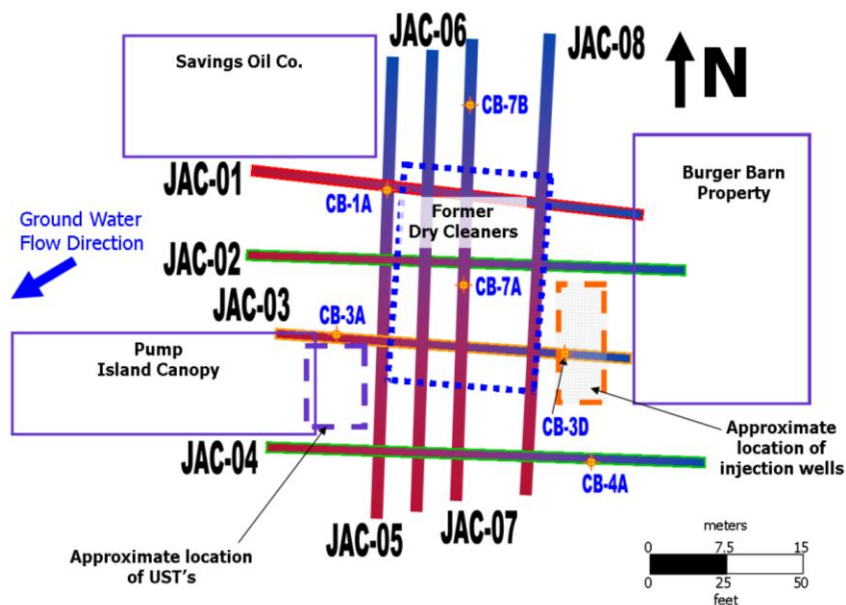 Savings Oil Co.
JAC-06
JAC-08
N
CB-7B
JAC-01
CB-1A
Burger Barn
Property
Former
Dry Cleaners
Ground Water
Flow Direction
JAC-02
CB-7A
JAC-03
CB-3A
Pump
Island Canopy
CB-3D
Approximate
location of
injection wells
JAC-04
CB-4A
JAC-05
JAC-07
Approximate location
of UST's
meters
0 7.5 15
0 25 50
feet